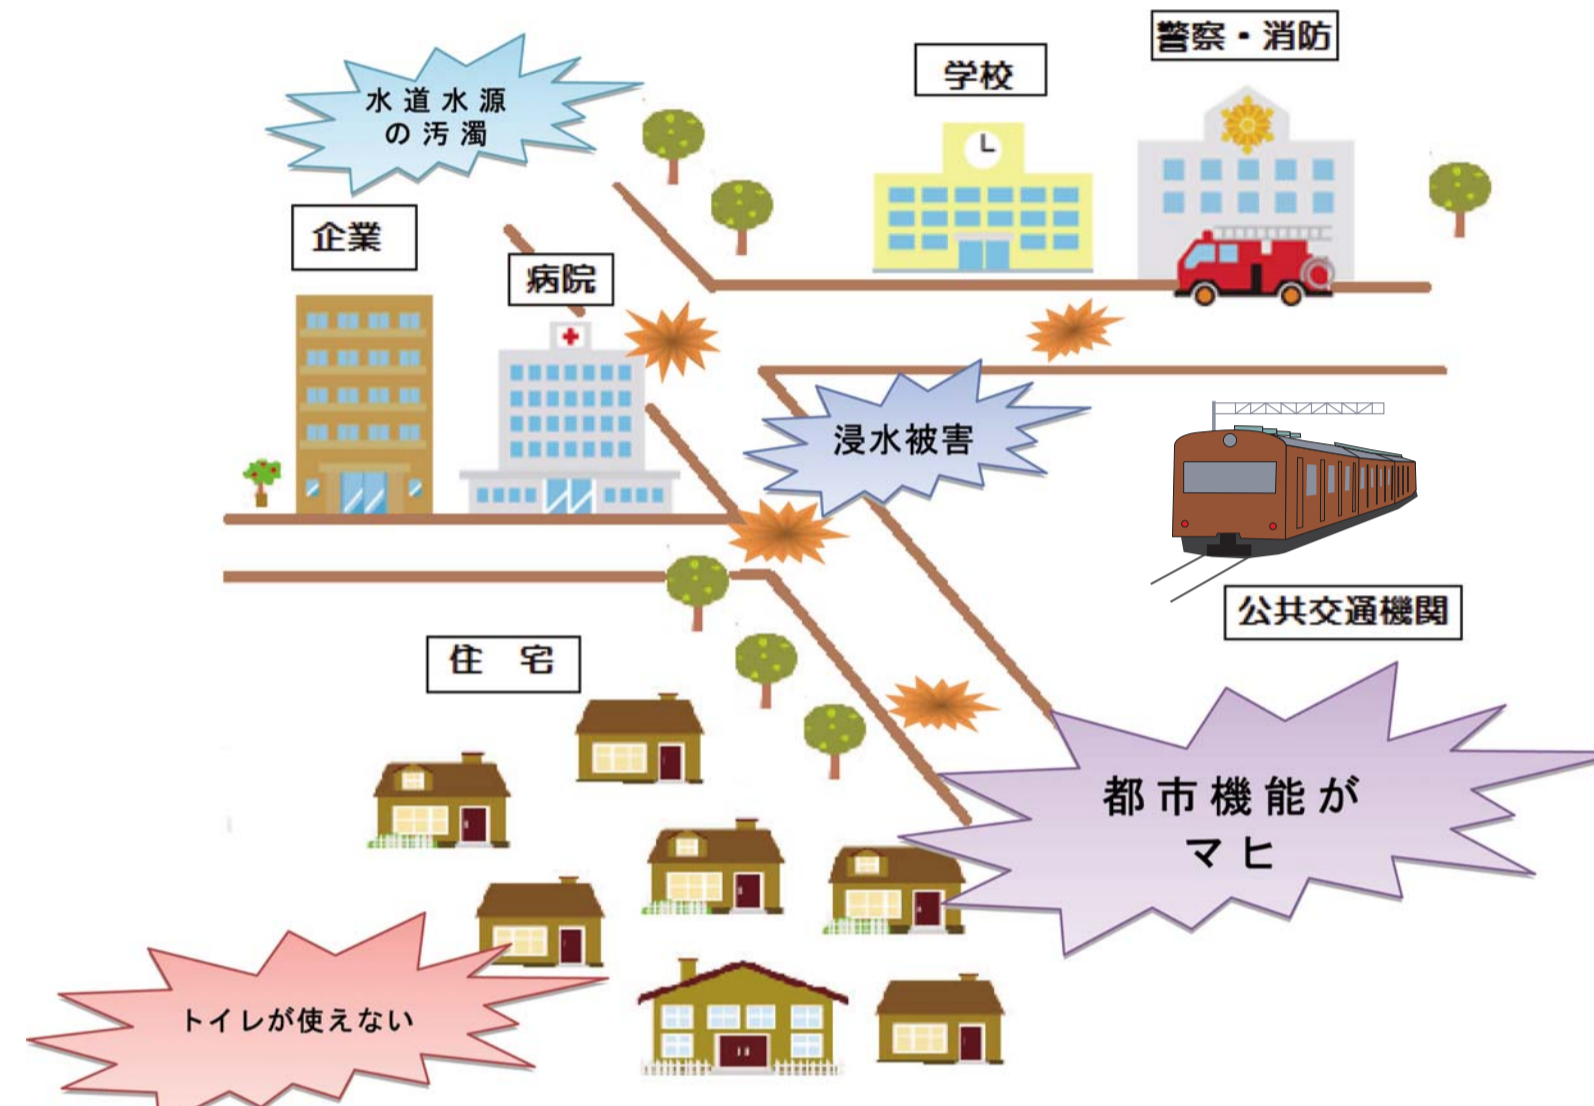 警察・消防
学校
水道水源
の汚濁
企業
病院
浸水被害
公共交通機関
住　宅
都市機能が
マヒ
トイレが使えない